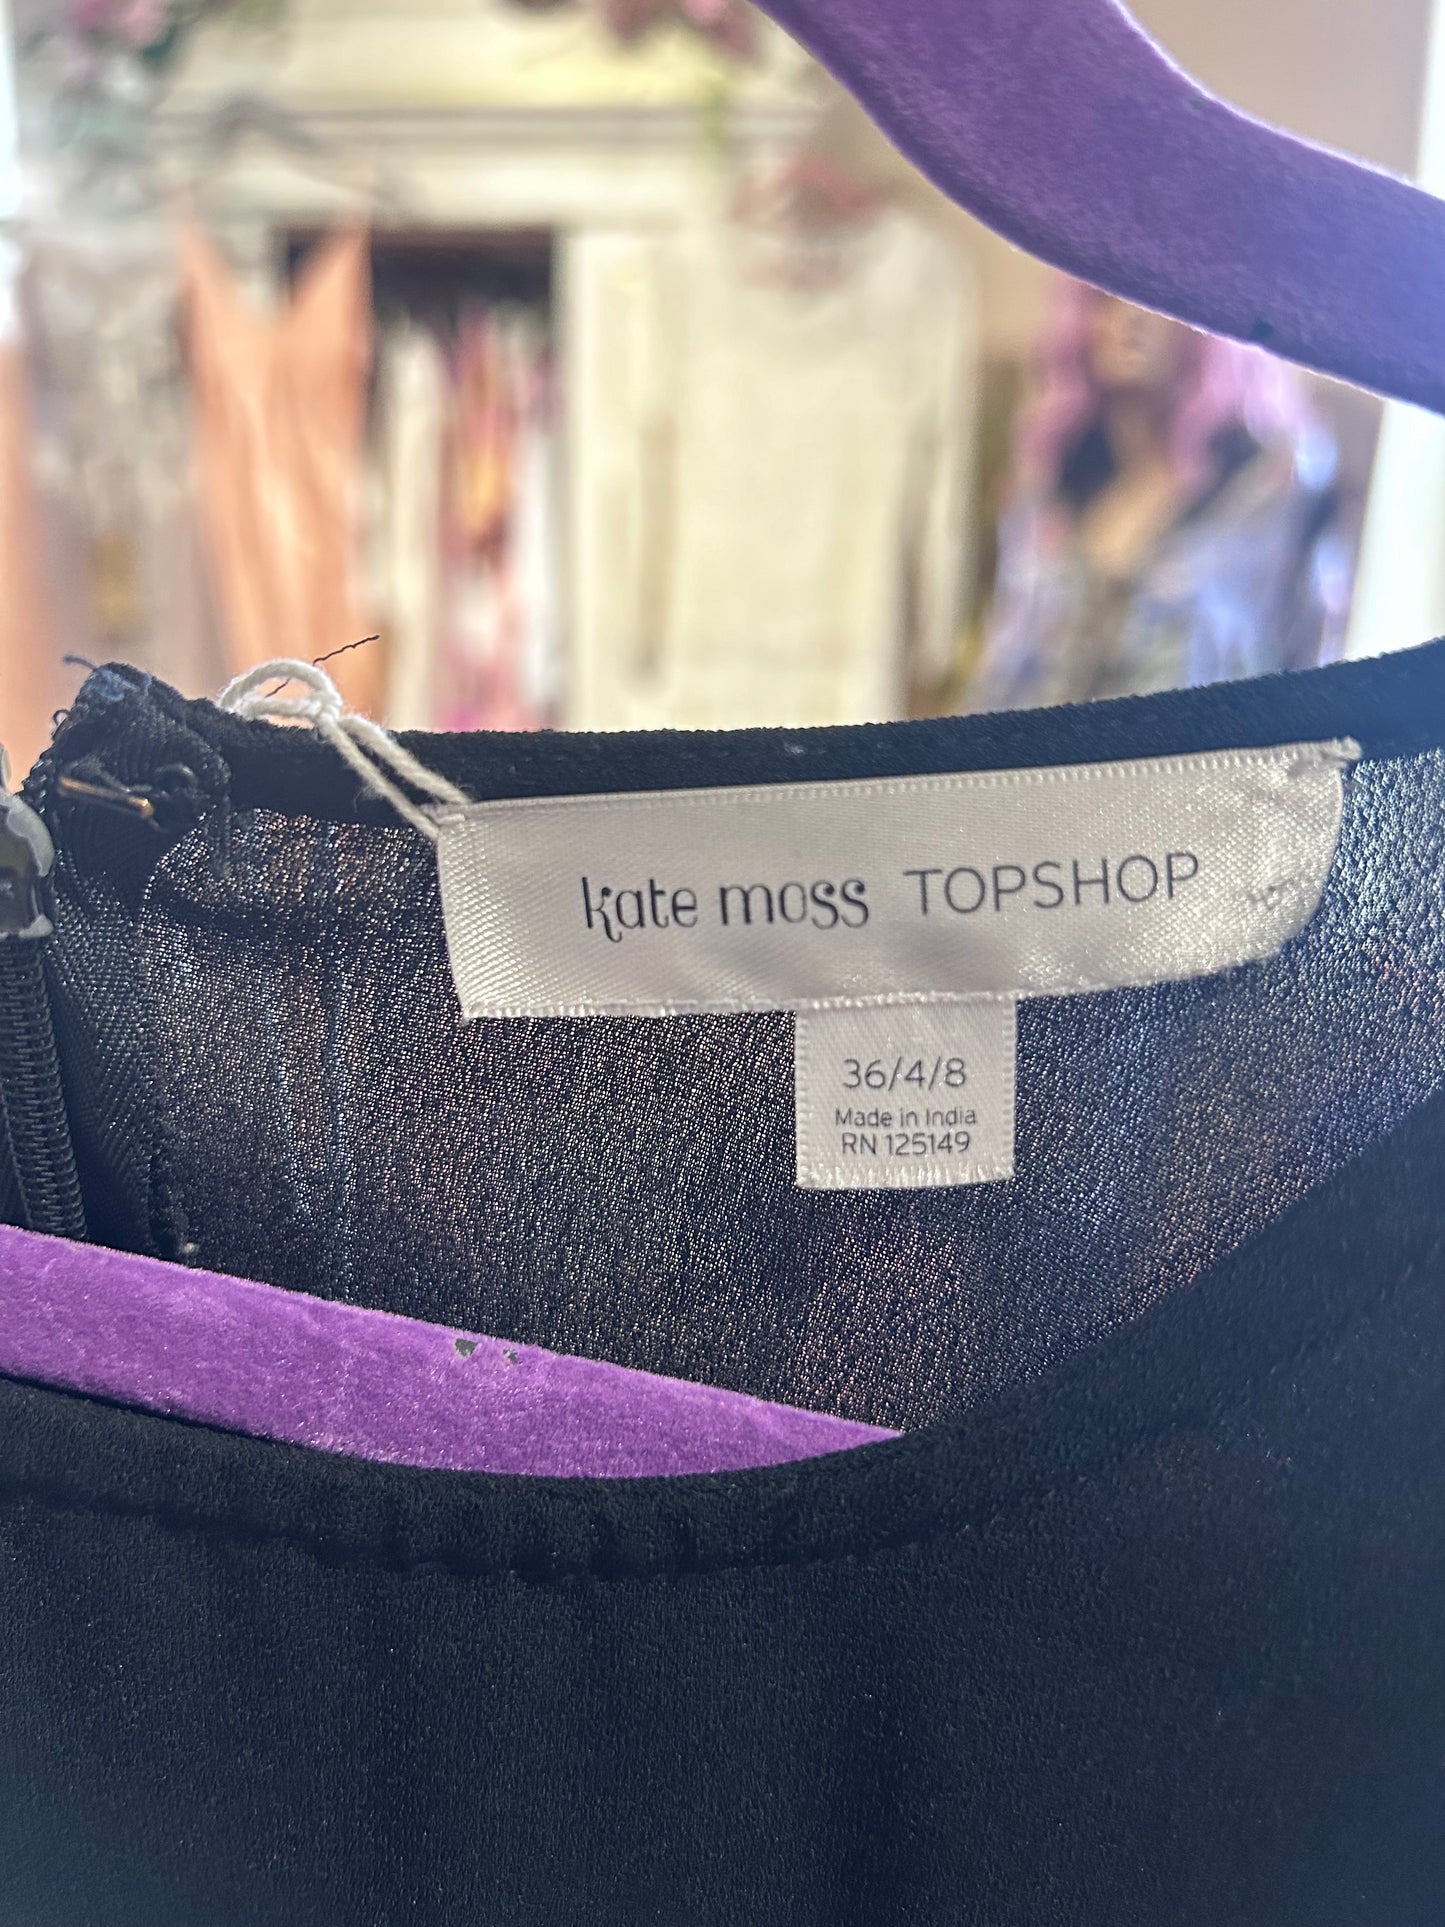 kate moss TOPSHOP
36/4/8
Made in India
RN 125149